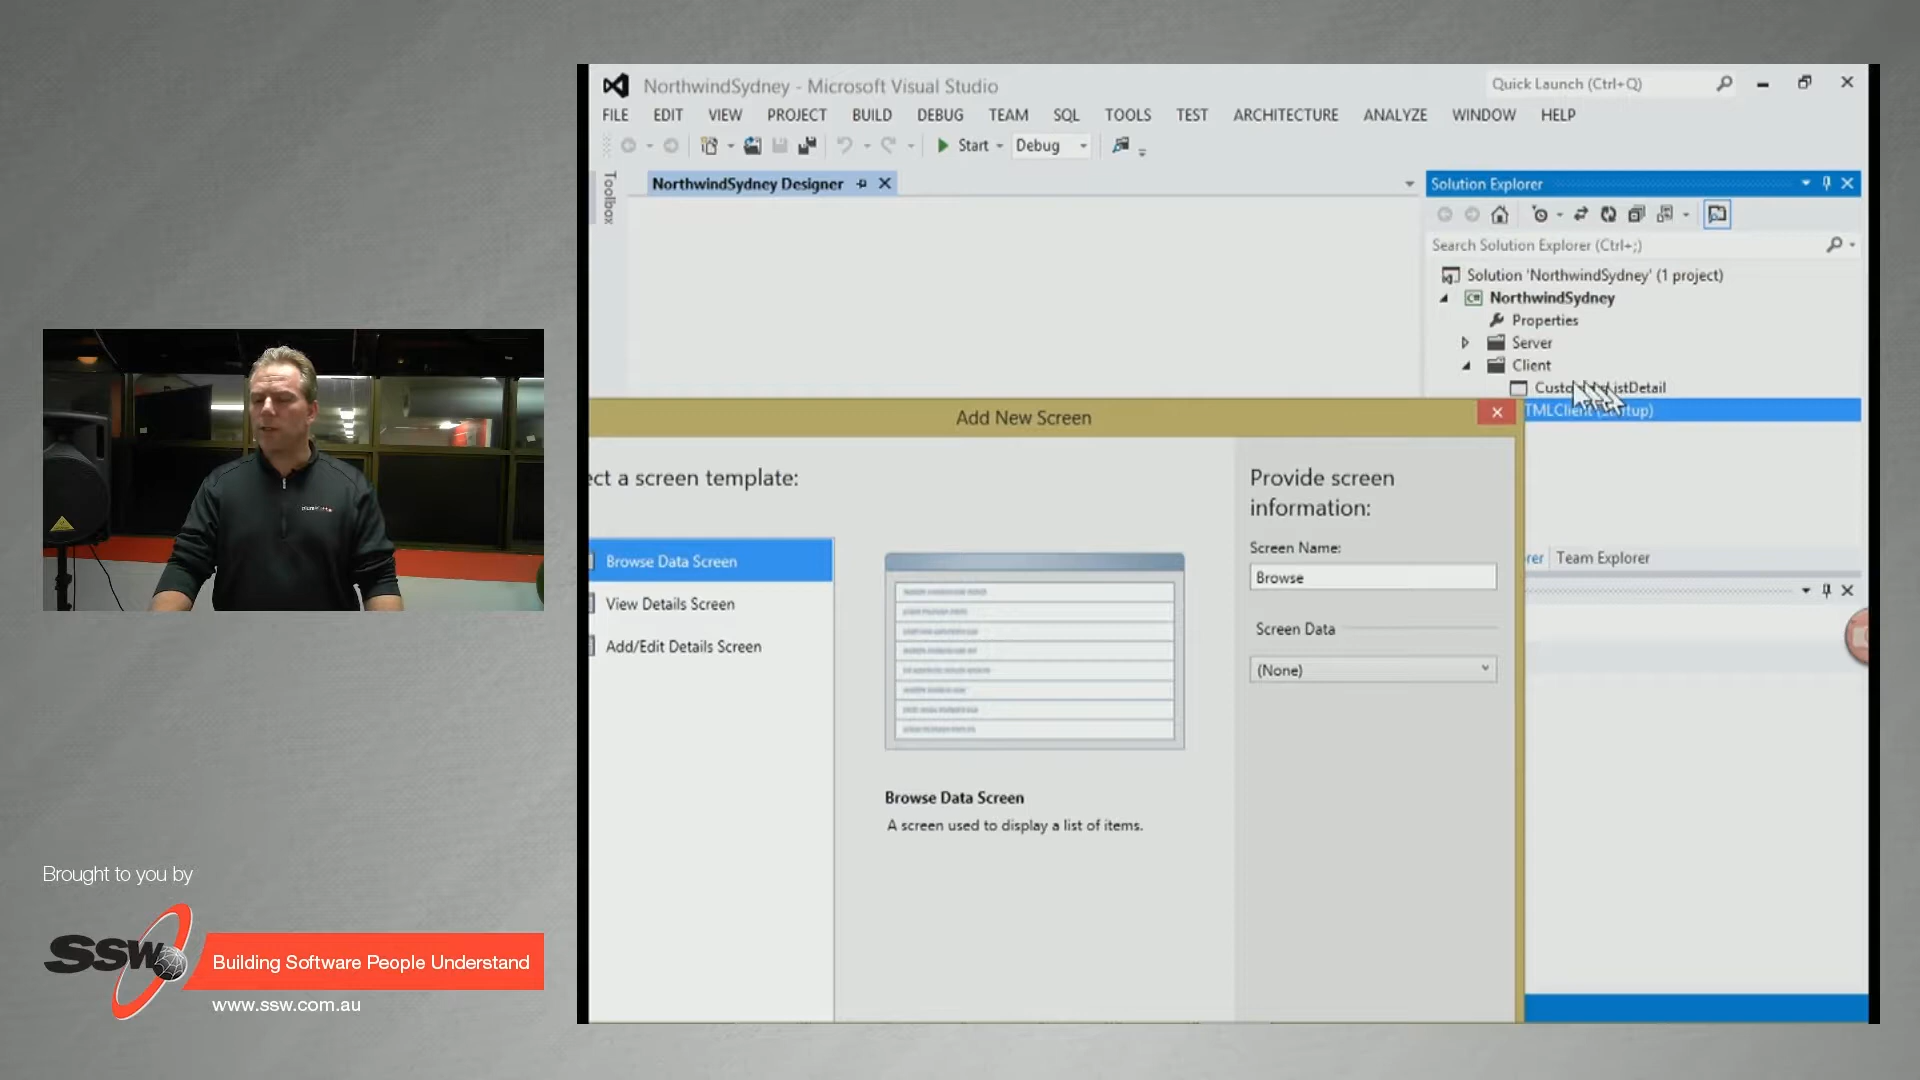 NorthwindSydney - Microsoft Visual Studio
Quick Launch (Ctrl+Q)
FILE EDIT VIEW PROJECT BUILD DEBUG TEAM SQL TOOLS TEST ARCHITECTURE ANALYZE WINDOW HELP
Start Debug
Toolbox
NorthwindSydney Designer
Solution Explorer
Search Solution Explorer (Ctrl+;)
Solution 'NorthwindSydney' (1 project)
NorthwindSydney
Properties
Server
Client
Team Explorer
Add New Screen
ect a screen template:
Browse Data Screen
View Details Screen
Add/Edit Details Screen
Browse Data Screen
A screen used to display a list of items.
Provide screen
information:
Screen Name:
Browse
Screen Data
(None)
Brought to you by
SSW
Building Software People Understand
www.ssw.com.au